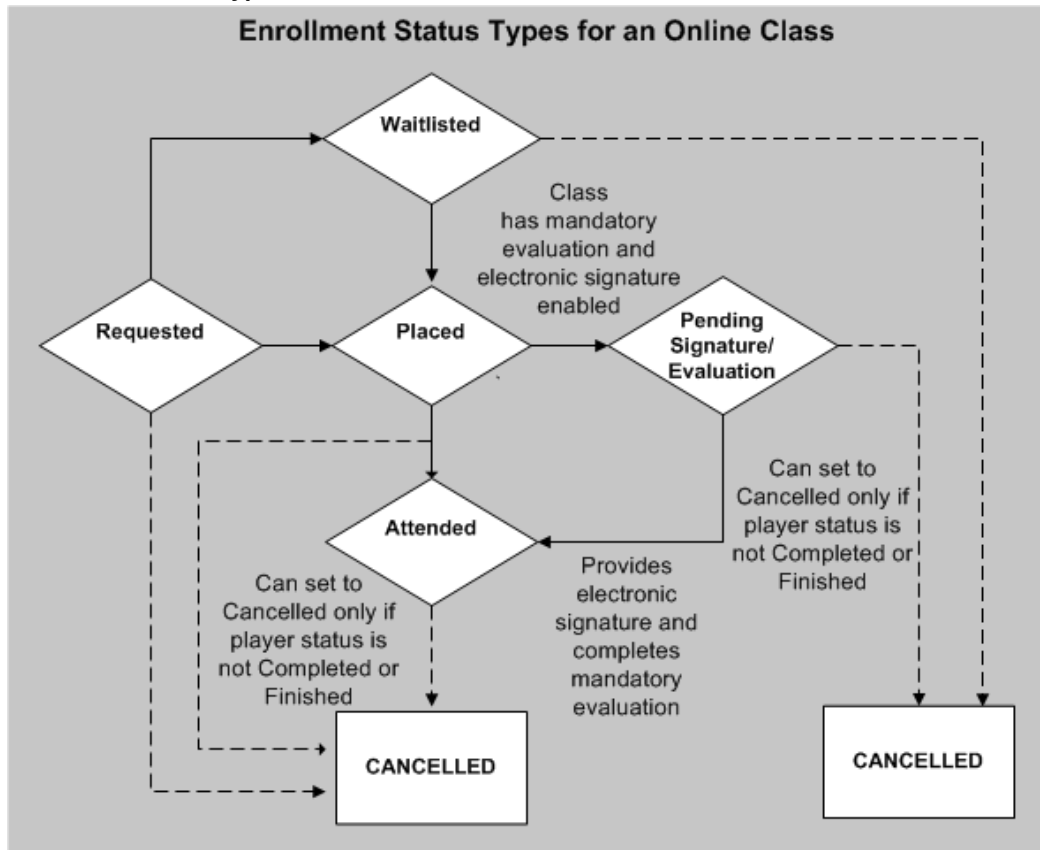 Enrollment Status Types for an Online Class
Waitlisted
Class
has mandatory
evaluation and
electronic signature
enabled
Requested
Placed
Pending
Signature/
Evaluation
Can set to
Cancelled only if
player status is
not Completed or
Finished
Attended
Provides
electronic
signature and
completes
mandatory
evaluation
Can set to
Cancelled only if
player status is
not Completed or
Finished
CANCELLED
CANCELLED